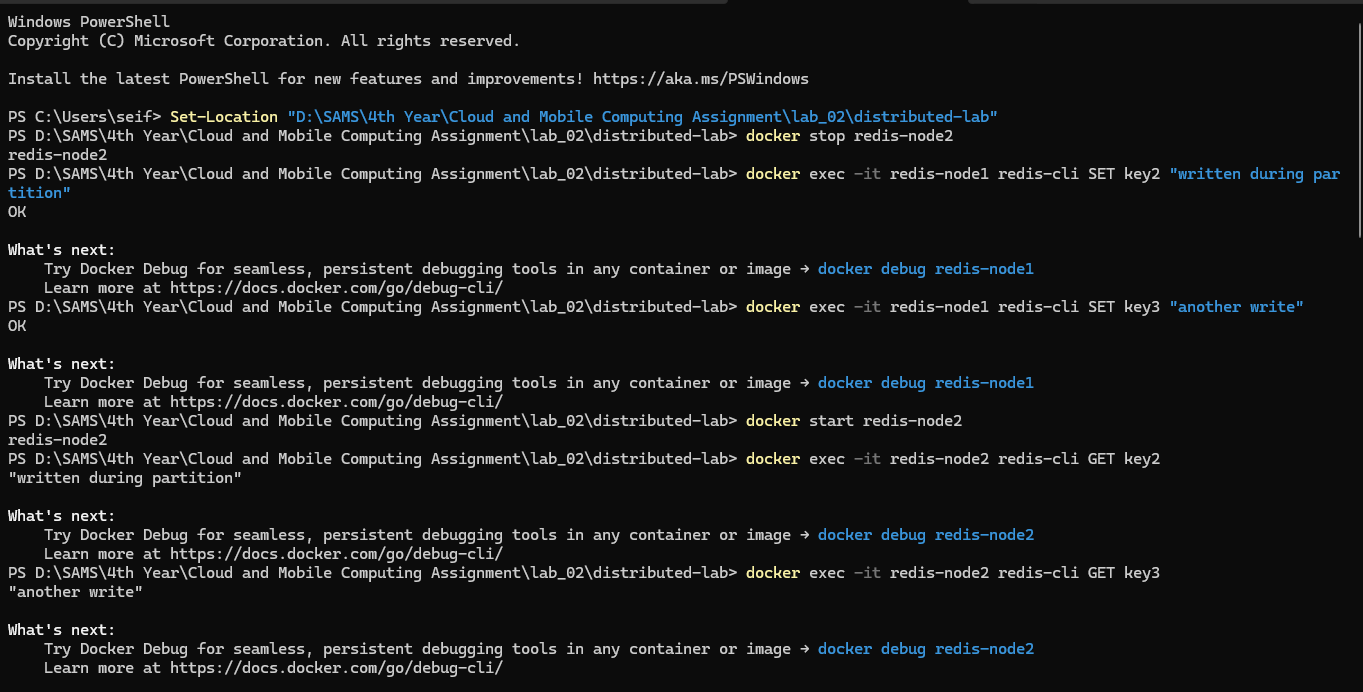 Windows PowerShell
Copyright (C) Microsoft Corporation. All rights reserved.
Install the latest PowerShell for new features and improvements! https://aka.ms/PSWindows
PS C:\Users\seif> Set-Location "D:\SAMS\4th Year\Cloud and Mobile Computing Assignment\lab_02\distributed-lab"
PS D:\SAMS\4th Year\Cloud and Mobile Computing Assignment\lab_02\distributed-lab> docker stop redis-node2
redis-node2
PS D:\SAMS\4th Year\Cloud and Mobile Computing Assignment\lab_02\distributed-lab> docker exec -it redis-node1 redis-cli SET key2 "written during par
tition"
OK
What's next:
    Try Docker Debug for seamless, persistent debugging tools in any container or image → docker debug redis-node1
    Learn more at https://docs.docker.com/go/debug-cli/
PS D:\SAMS\4th Year\Cloud and Mobile Computing Assignment\lab_02\distributed-lab> docker exec -it redis-node1 redis-cli SET key3 "another write"
OK
What's next:
    Try Docker Debug for seamless, persistent debugging tools in any container or image → docker debug redis-node1
    Learn more at https://docs.docker.com/go/debug-cli/
PS D:\SAMS\4th Year\Cloud and Mobile Computing Assignment\lab_02\distributed-lab> docker start redis-node2
redis-node2
PS D:\SAMS\4th Year\Cloud and Mobile Computing Assignment\lab_02\distributed-lab> docker exec -it redis-node2 redis-cli GET key2
"written during partition"
What's next:
    Try Docker Debug for seamless, persistent debugging tools in any container or image → docker debug redis-node2
    Learn more at https://docs.docker.com/go/debug-cli/
PS D:\SAMS\4th Year\Cloud and Mobile Computing Assignment\lab_02\distributed-lab> docker exec -it redis-node2 redis-cli GET key3
"another write"
What's next:
    Try Docker Debug for seamless, persistent debugging tools in any container or image → docker debug redis-node2
    Learn more at https://docs.docker.com/go/debug-cli/